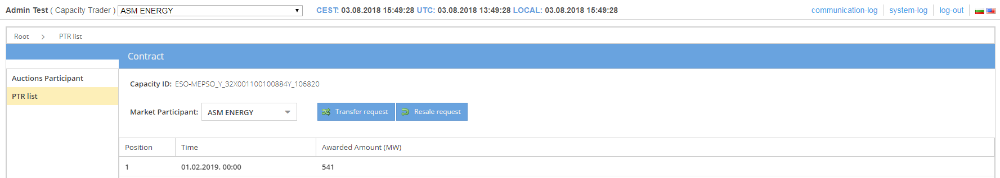 Admin Test ( Capacity Trader ) ASM ENERGY CEST: 03.08.2018 15:49:28 UTC: 03.08.2018 13:49:28 LOCAL: 03.08.2018 15:49:28 communication-log system-log log-out
Root > PTR list
Contract
Auctions Participant
PTR list
Capacity ID: ESO-MEPSO_Y_32X001100100884Y_106820
Market Participant: ASM ENERGY Transfer request Resale request
Position Time Awarded Amount (MW)
1 01.02.2019. 00:00 541